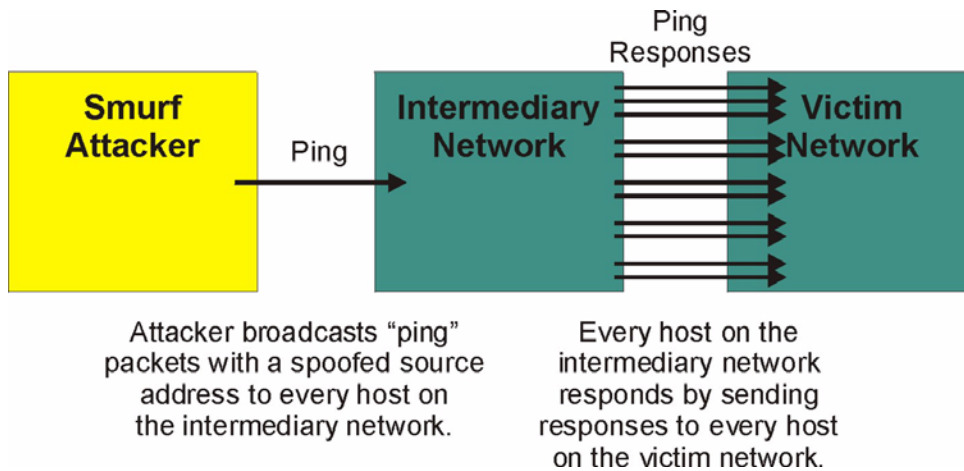 Ping
Responses
Smurf
Attacker
Ping
Intermediary
Network
Victim
Network
Attacker broadcasts “ping”
packets with a spoofed source
address to every host on
the intermediary network.
Every host on the
intermediary network
responds by sending
responses to every host
on the victim network.